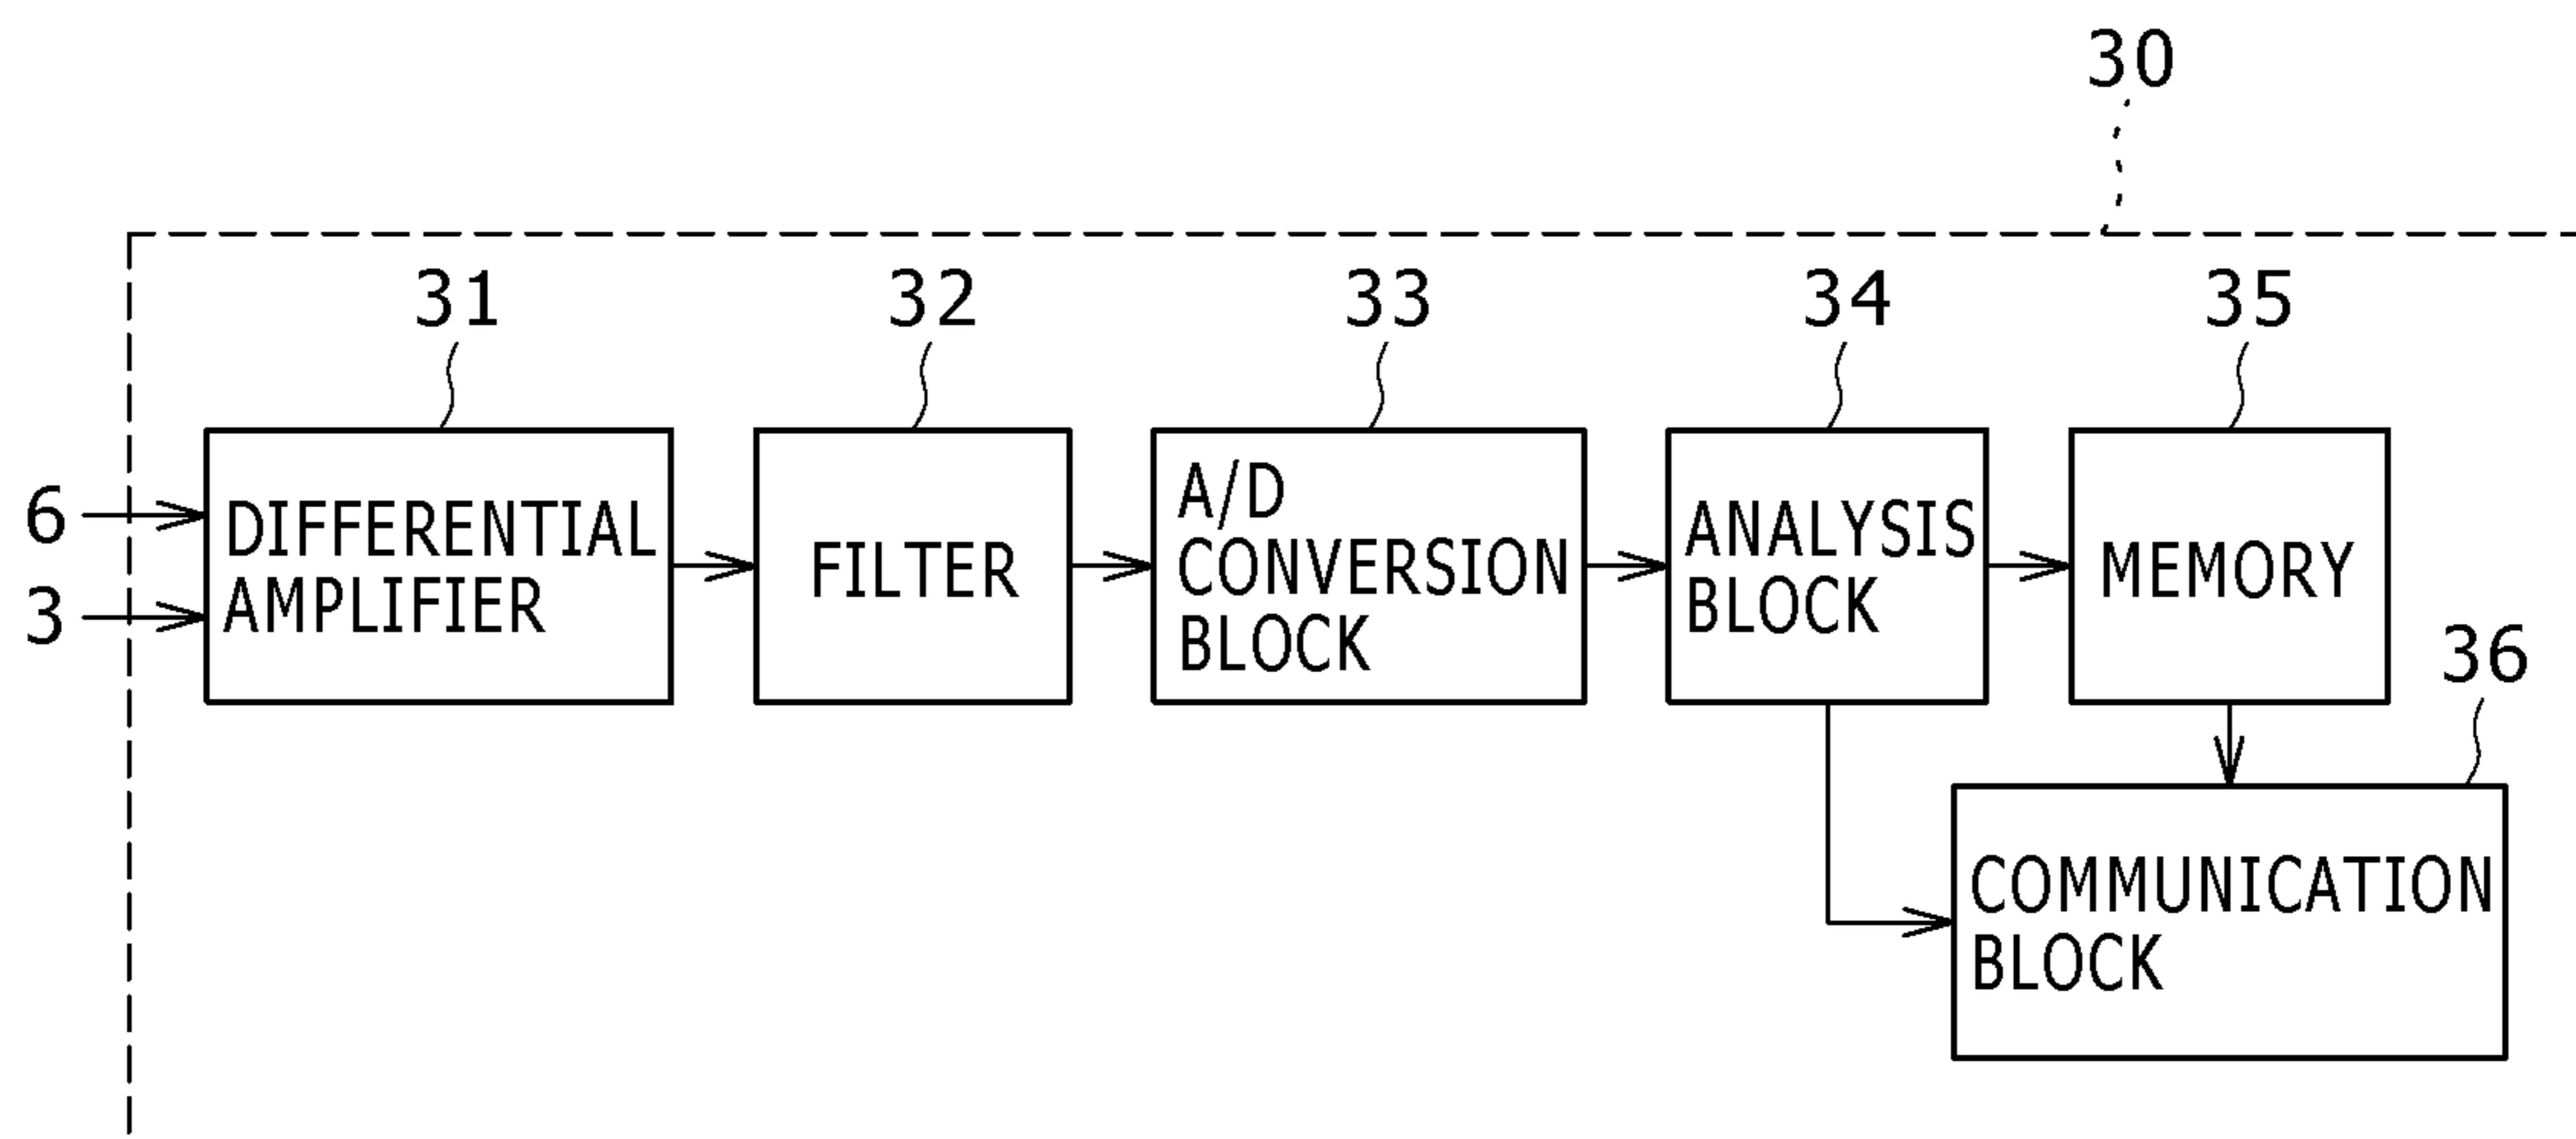 30
31
32
33
34
35
6
DIFFERENTIAL
AMPLIFIER
3
FILTER
A/D
CONVERSION
BLOCK
ANALYSIS
BLOCK
MEMORY
36
COMMUNICATION
BLOCK